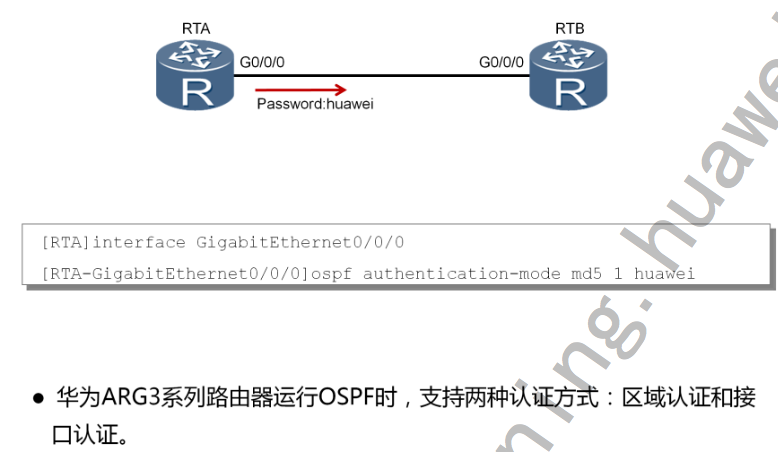 RTA
RTB
G0/0/0
G0/0/0
R
R
Password:huawei
[RTA]interface GigabitEthernet0/0/0
[RTA-GigabitEthernet0/0/0]ospf authentication-mode md5 1 huawei
● 华为ARG3系列路由器运行OSPF时，支持两种认证方式：区域认证和接
口认证。
ning.huawe